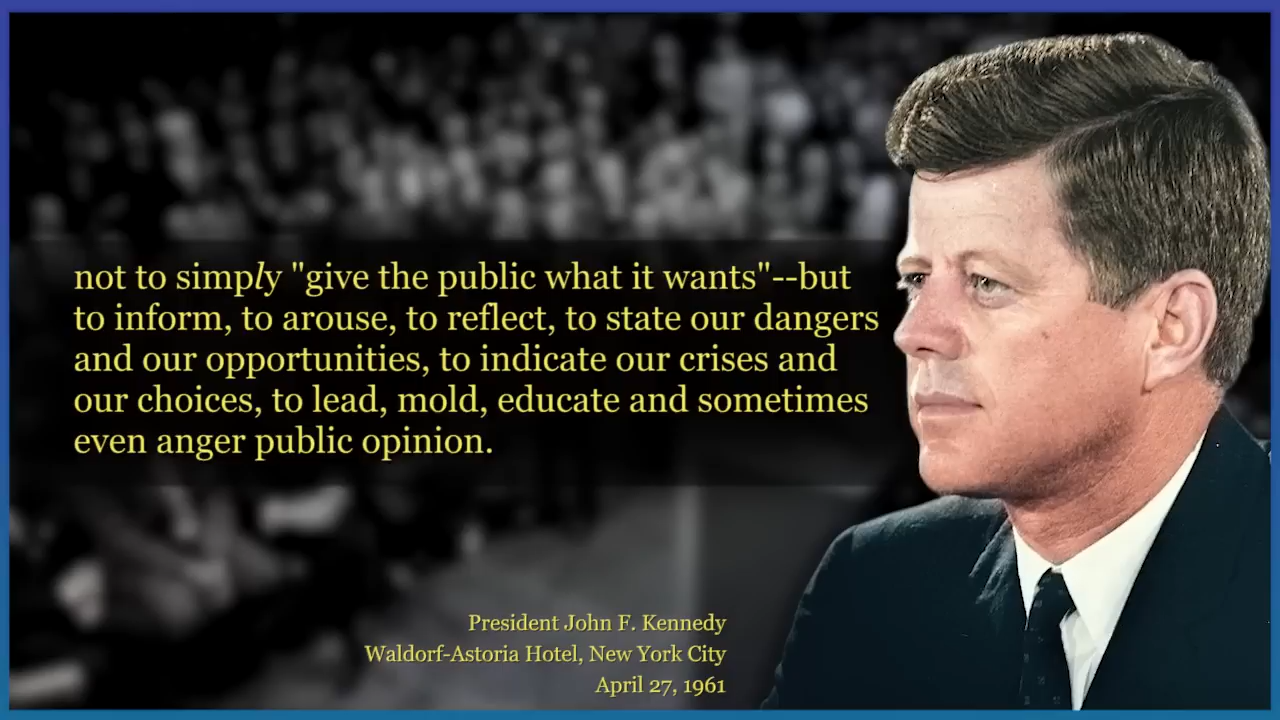 not to simply "give the public what it wants"--but
to inform, to arouse, to reflect, to state our dangers
and our opportunities, to indicate our crises and
our choices, to lead, mold, educate and sometimes
even anger public opinion.
President John F. Kennedy
Waldorf-Astoria Hotel, New York City
April 27, 1961